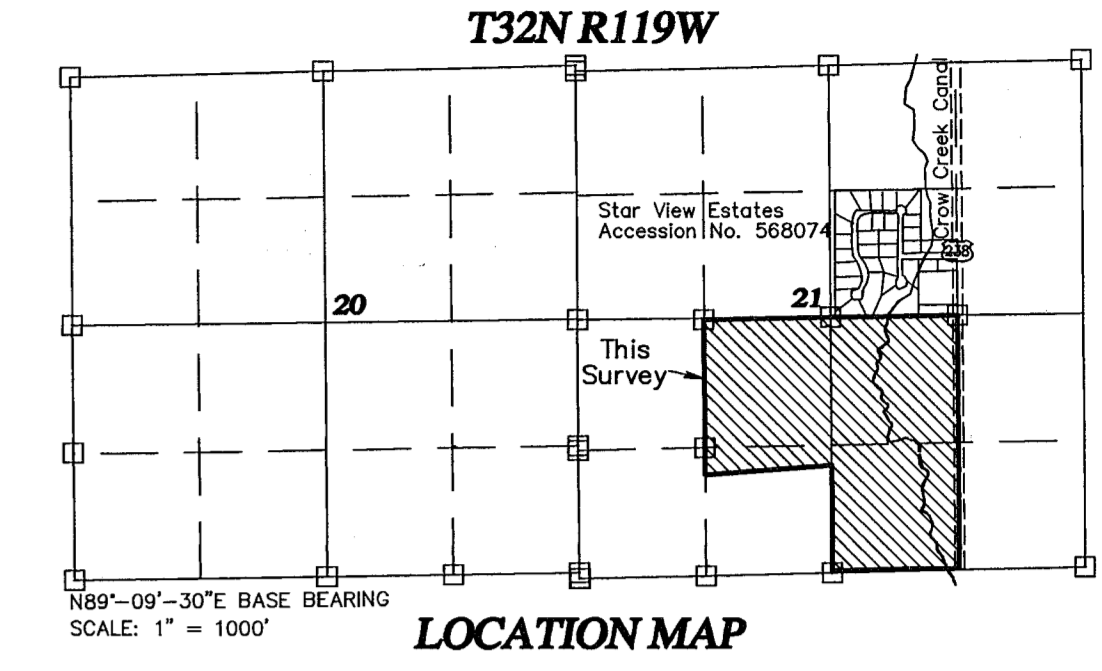 T32N R119W
Crow Creek Canal
Star View Estates
Accession No. 568074
238
20
21
This
Survey
N89°-09'-30"E BASE BEARING
SCALE: 1" = 1000'
LOCATION MAP